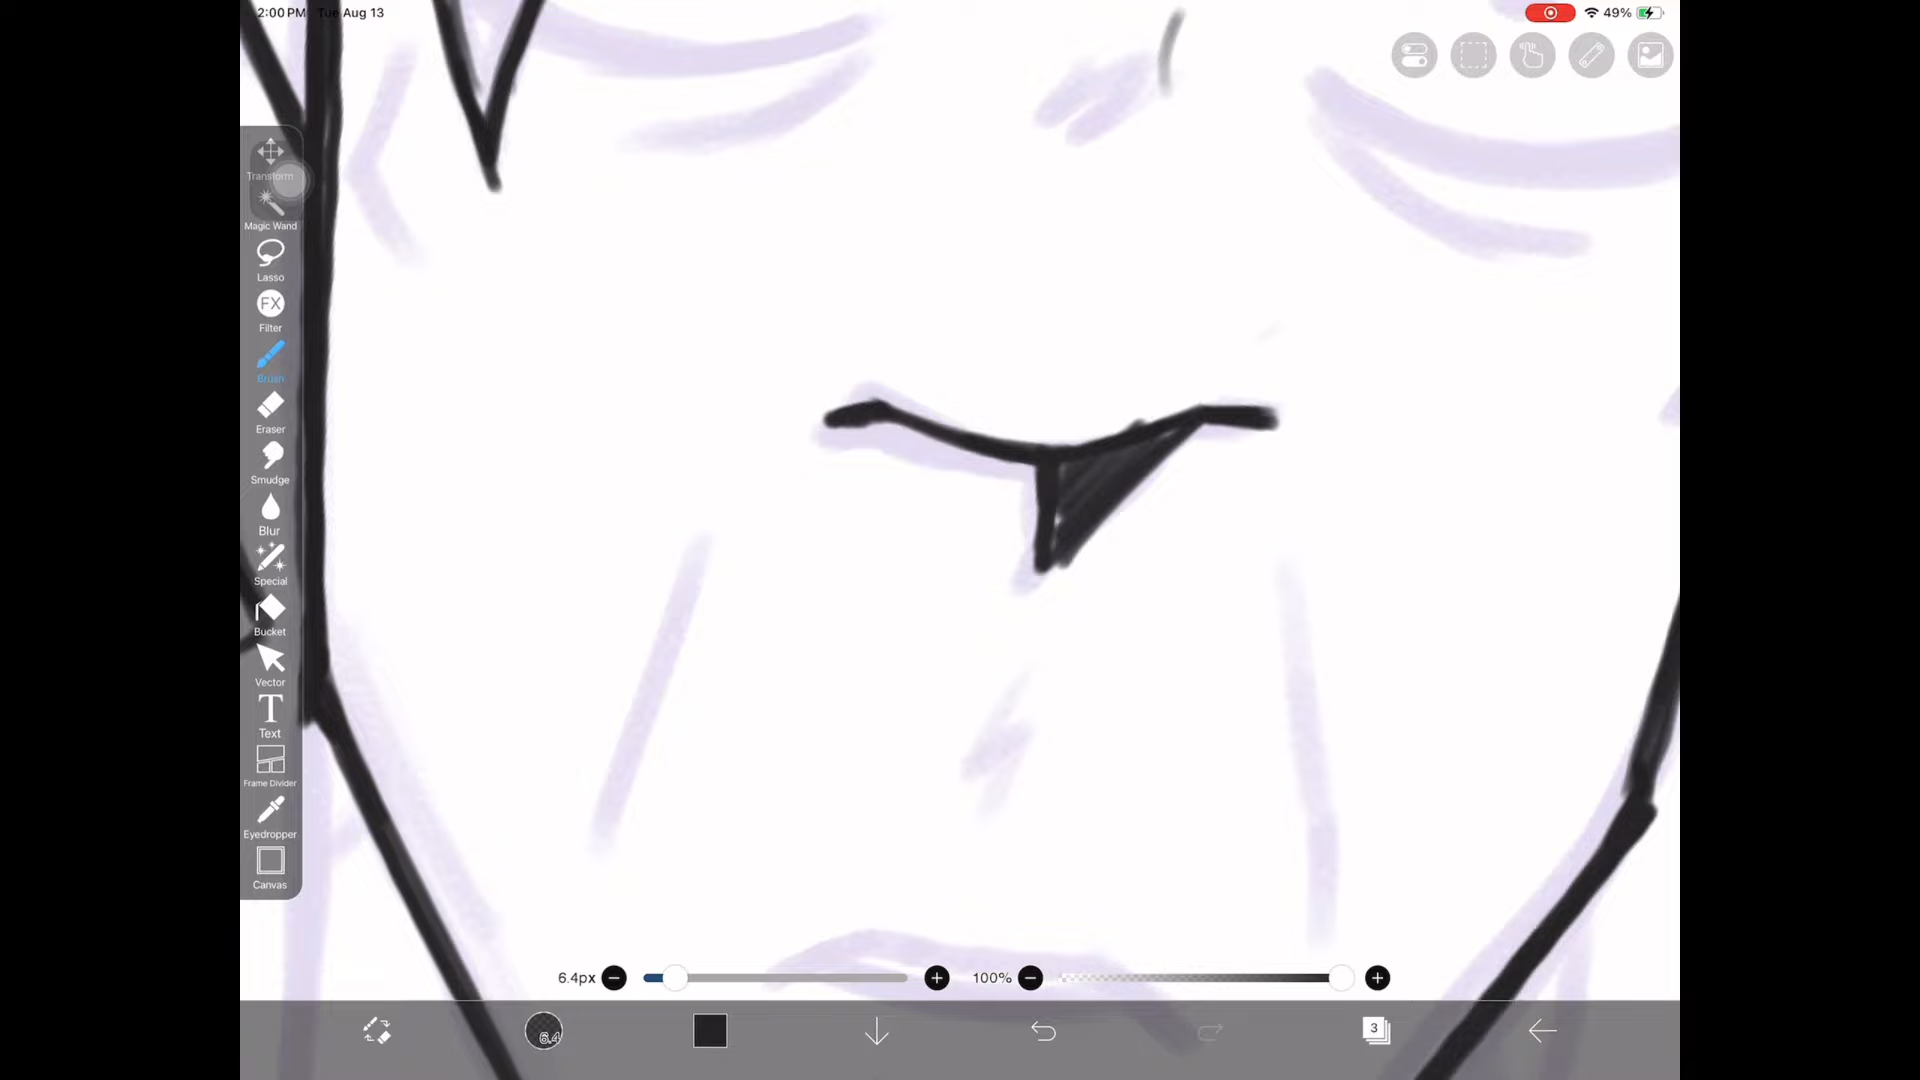 2:00 PM Tue Aug 13
49%
Transform
Magic Wand
Lasso
FX
Filter
Brush
Eraser
Smudge
Blur
Special
Bucket
Vector
T
Text
Frame Divider
Eyedropper
Canvas
6.4px
100%
6.4
3